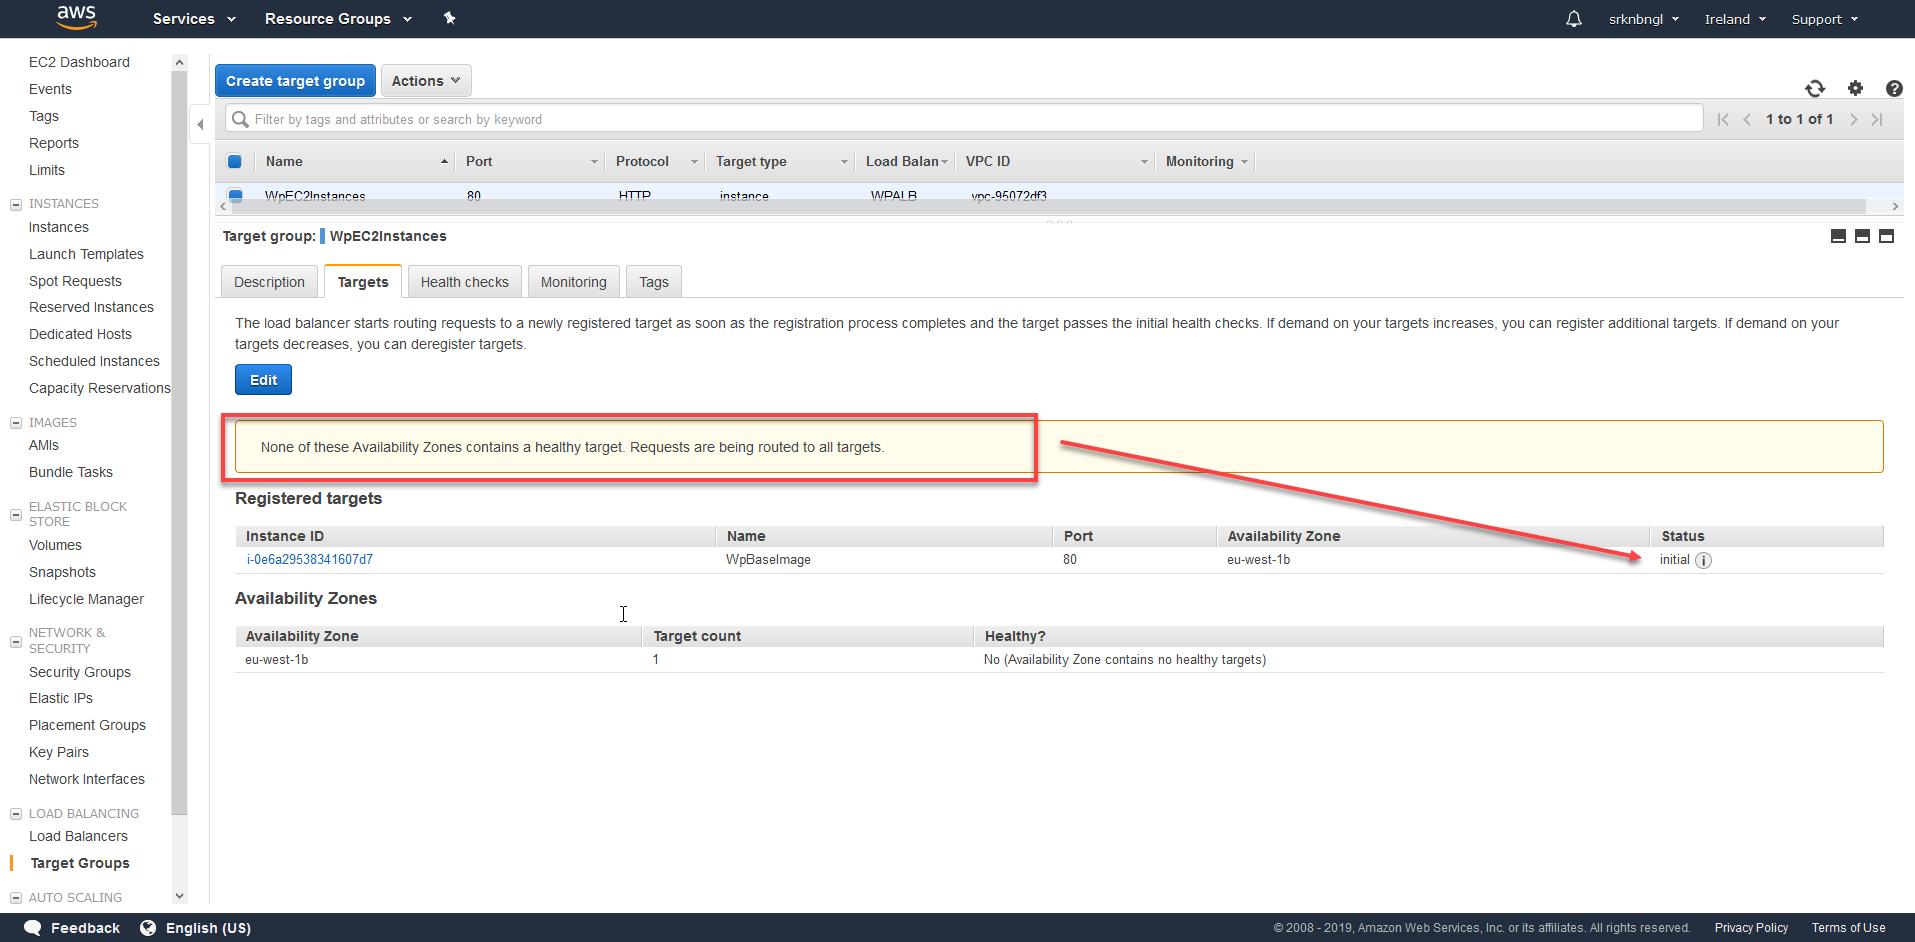 aws Services Resource Groups srknbngl Ireland Support
EC2 Dashboard
Events
Tags
Reports
Limits
INSTANCES
Instances
Launch Templates
Spot Requests
Reserved Instances
Dedicated Hosts
Scheduled Instances
Capacity Reservations
IMAGES
AMIs
Bundle Tasks
ELASTIC BLOCK
STORE
Volumes
Snapshots
Lifecycle Manager
NETWORK &
SECURITY
Security Groups
Elastic IPs
Placement Groups
Key Pairs
Network Interfaces
LOAD BALANCING
Load Balancers
Target Groups
AUTO SCALING
Create target group Actions
Filter by tags and attributes or search by keyword 1 to 1 of 1
Name Port Protocol Target type Load Balan VPC ID Monitoring
WpEC2Instances 80 HTTP instance WPALB vpc-95072df3
Target group: WpEC2Instances
Description Targets Health checks Monitoring Tags
The load balancer starts routing requests to a newly registered target as soon as the registration process completes and the target passes the initial health checks. If demand on your targets increases, you can register additional targets. If demand on your
targets decreases, you can deregister targets.
Edit
None of these Availability Zones contains a healthy target. Requests are being routed to all targets.
Registered targets
Instance ID Name Port Availability Zone Status
i-0e6a29538341607d7 WpBaseImage 80 eu-west-1b initial
Availability Zones
Availability Zone Target count Healthy?
eu-west-1b 1 No (Availability Zone contains no healthy targets)
Feedback English (US) © 2008 - 2019, Amazon Web Services, Inc. or its affiliates. All rights reserved. Privacy Policy Terms of Use